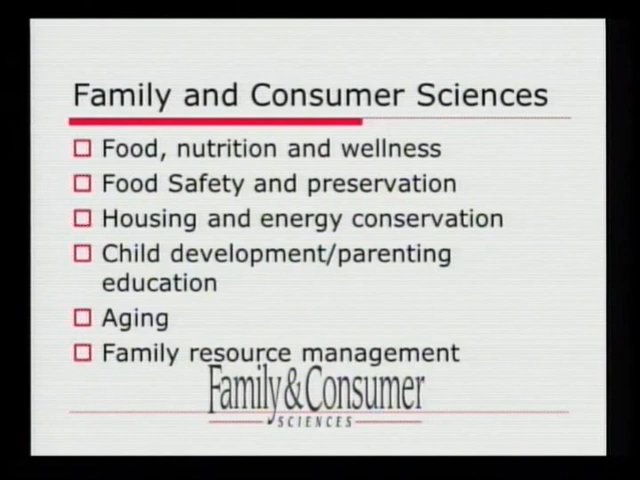 Family and Consumer Sciences
Food, nutrition and wellness
Food Safety and preservation
Housing and energy conservation
Child development/parenting
education
Aging
Family resource management
Family & Consumer
SCIENCES